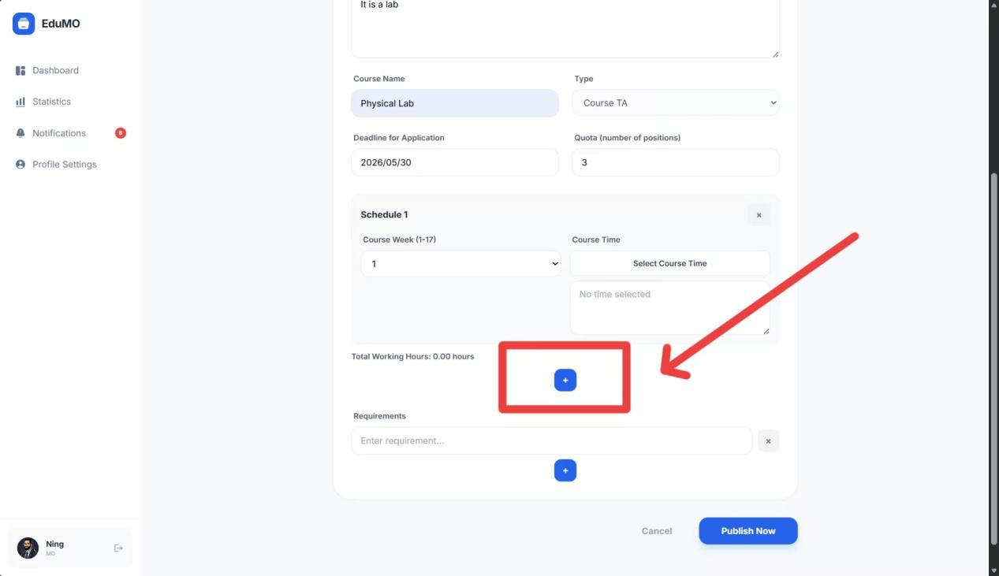 EduMO
Dashboard
Statistics
Notifications 8
Profile Settings
Ning
MO
It is a lab
Course Name Type
Physical Lab Course TA
Deadline for Application Quota (number of positions)
2026/05/30 3
Schedule 1 ×
Course Week (1-17) Course Time
1 Select Course Time
No time selected
Total Working Hours: 0.00 hours
+
Requirements
Enter requirement... ×
+
Cancel Publish Now